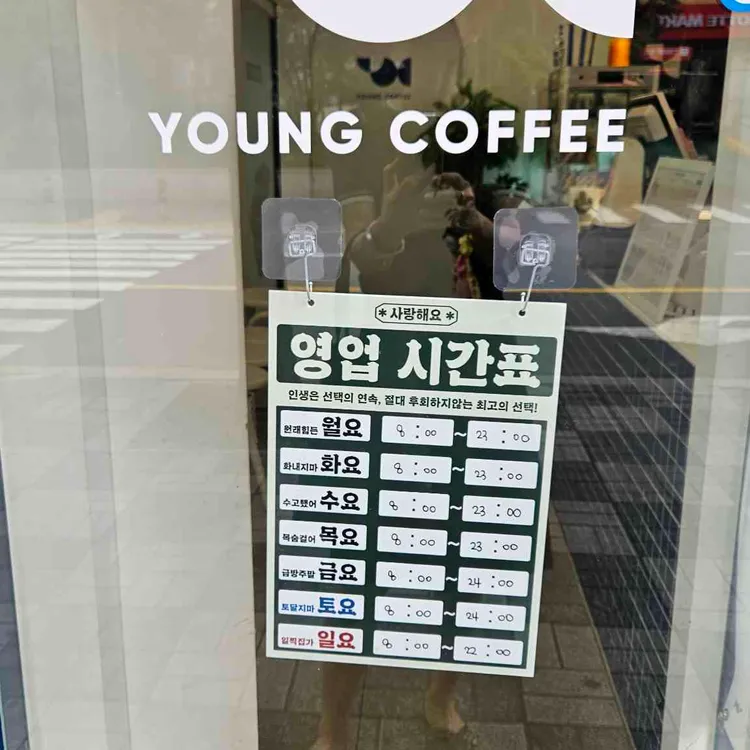 LOTTE MART
YOUNG COFFEE
*사랑해요*
영업 시간표
인생은 선택의 연속, 절대 후회하지않는 최고의 선택!
원래힘든 월요 8:00 ~ 23:00
화내지마 화요 8:00 ~ 23:00
수고했어 수요 8:00 ~ 23:00
목숨걸어 목요 8:00 ~ 23:00
금방주말 금요 8:00 ~ 24:00
토달지마 토요 8:00 ~ 24:00
일찍집가 일요 8:00 ~ 22:00